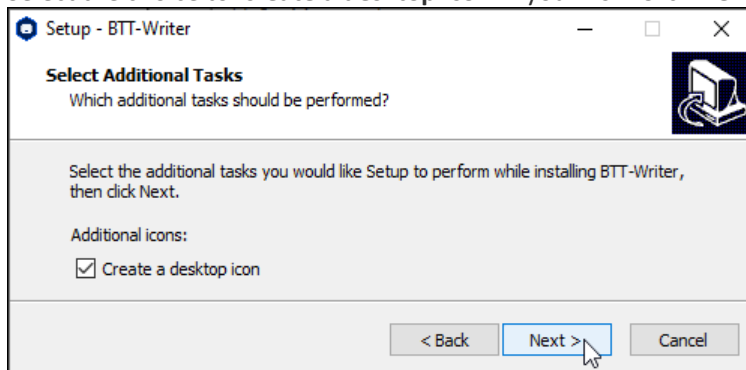 Setup - BTT-Writer
Select Additional Tasks
Which additional tasks should be performed?
Select the additional tasks you would like Setup to perform while installing BTT-Writer,
then click Next.
Additional icons:
Create a desktop icon
< Back Next > Cancel